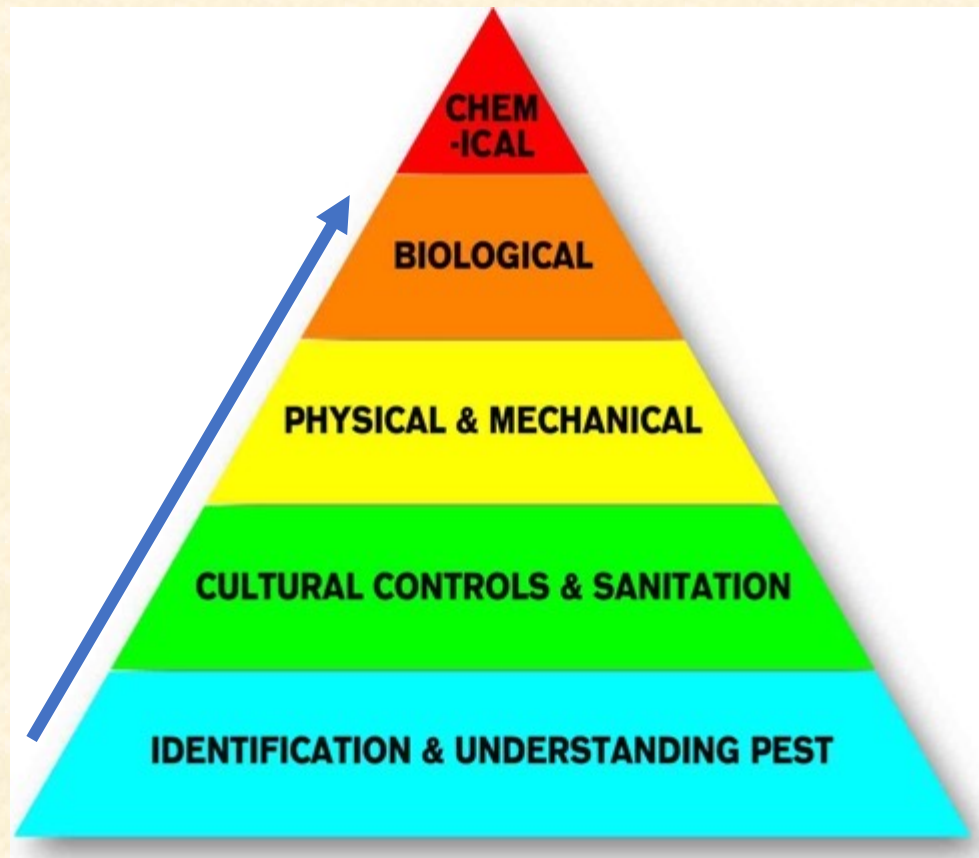 CHEM
-ICAL
BIOLOGICAL
PHYSICAL & MECHANICAL
CULTURAL CONTROLS & SANITATION
IDENTIFICATION & UNDERSTANDING PEST